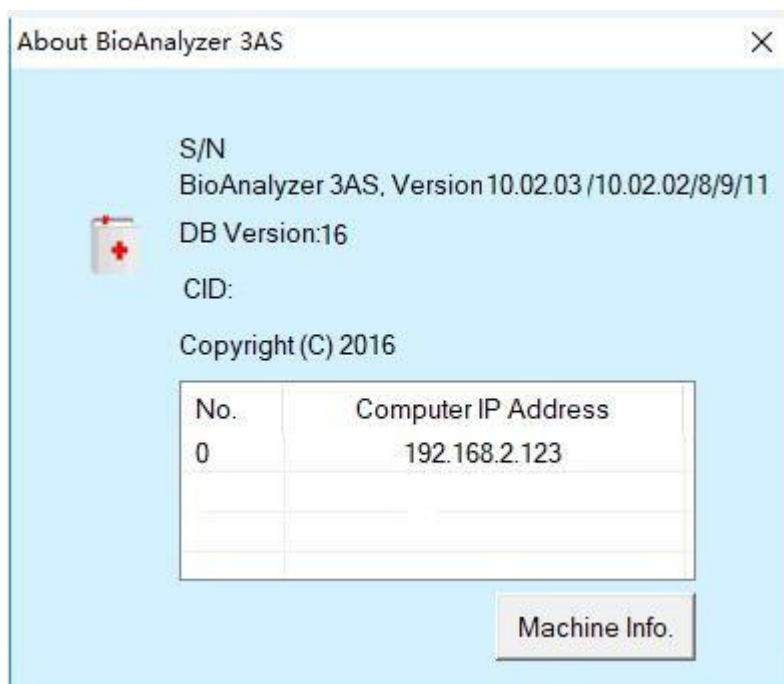 About BioAnalyzer 3AS
S/N
BioAnalyzer 3AS, Version 10.02.03 /10.02.02/8/9/11
DB Version:16
CID:
Copyright (C) 2016
No. Computer IP Address
0 192.168.2.123
Machine Info.